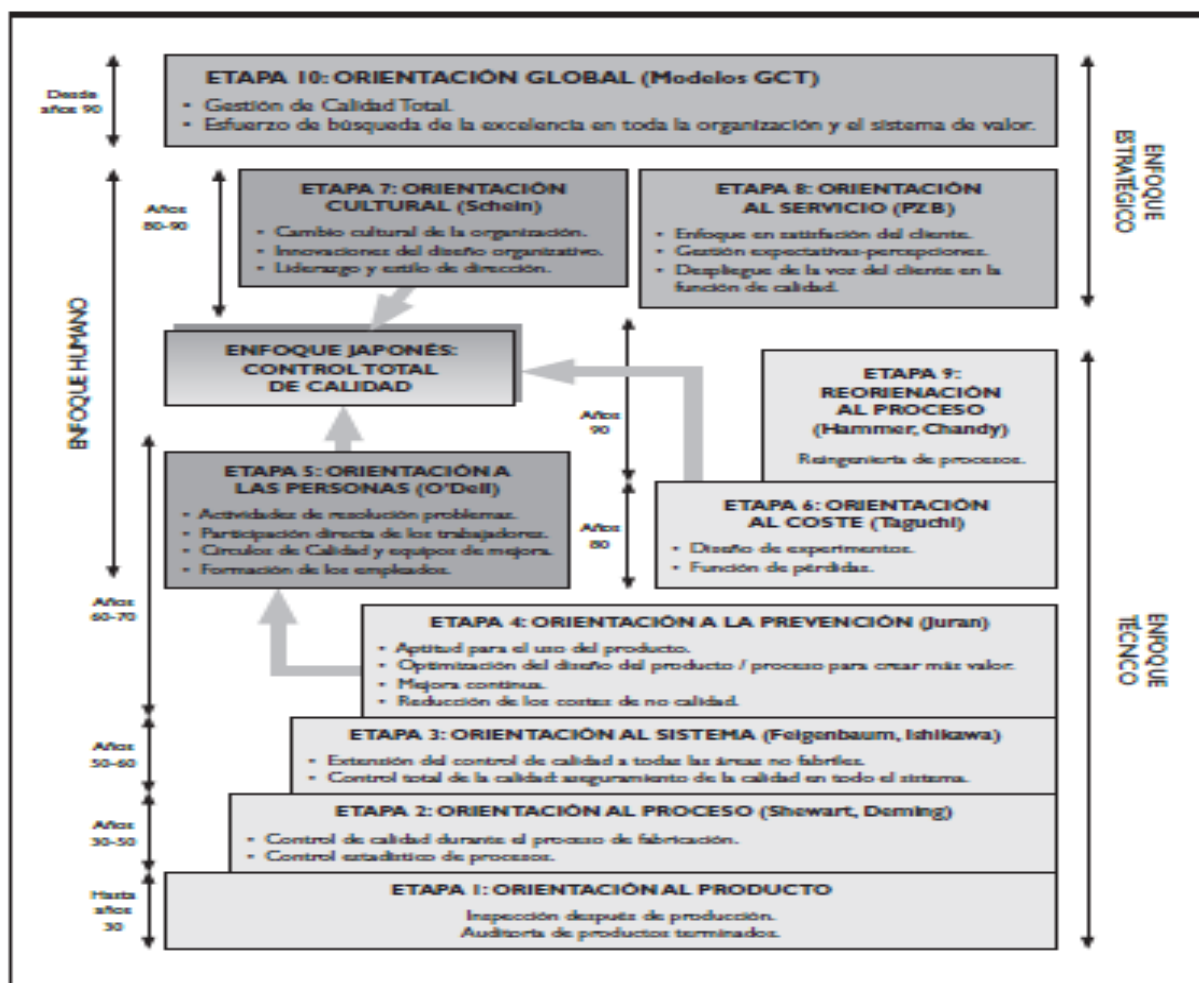 Desde
años 90
ETAPA 10: ORIENTACIÓN GLOBAL (Modelos GCT)
• Gestión de Calidad Total.
• Esfuerzo de búsqueda de la excelencia en toda la organización y el sistema de valor.
ENFOQUE
ESTRATÉGICO
ENFOQUE HUMANO
Años
80-90
ETAPA 7: ORIENTACIÓN
CULTURAL (Schein)
• Cambio cultural de la organización.
• Innovaciones del diseño organizativo.
• Liderazgo y estilo de dirección.
ETAPA 8: ORIENTACIÓN
AL SERVICIO (PZB)
• Enfoque en satisfacción del cliente.
• Gestión expectativas-percepciones.
• Despliegue de la voz del cliente en la
función de calidad.
ENFOQUE JAPONÉS:
CONTROL TOTAL
DE CALIDAD
Años
90
ETAPA 9:
REORIENACIÓN
AL PROCESO
(Hammer, Chandy)
Reingeniería de procesos.
ETAPA 5: ORIENTACIÓN A
LAS PERSONAS (O'Dell)
• Actividades de resolución problemas.
• Participación directa de los trabajadores.
• Círculos de Calidad y equipos de mejora.
• Formación de los empleados.
Años
80
ETAPA 6: ORIENTACIÓN
AL COSTE (Taguchi)
• Diseño de experimentos.
• Función de pérdidas.
Años
60-70
ETAPA 4: ORIENTACIÓN A LA PREVENCIÓN (Juran)
• Aptitud para el uso del producto.
• Optimización del diseño del producto / proceso para crear más valor.
• Mejora continua.
• Reducción de los costes de no calidad.
ENFOQUE
TÉCNCO
Años
50-60
ETAPA 3: ORIENTACIÓN AL SISTEMA (Feigenbaum, Ishikawa)
• Extensión del control de calidad a todas las áreas no fabriles.
• Control total de la calidad: aseguramiento de la calidad en todo el sistema.
Años
30-50
ETAPA 2: ORIENTACIÓN AL PROCESO (Shewart, Deming)
• Control de calidad durante el proceso de fabricación.
• Control estadístico de procesos.
Hasta
años
30
ETAPA 1: ORIENTACIÓN AL PRODUCTO
Inspección después de producción.
Auditoría de productos terminados.